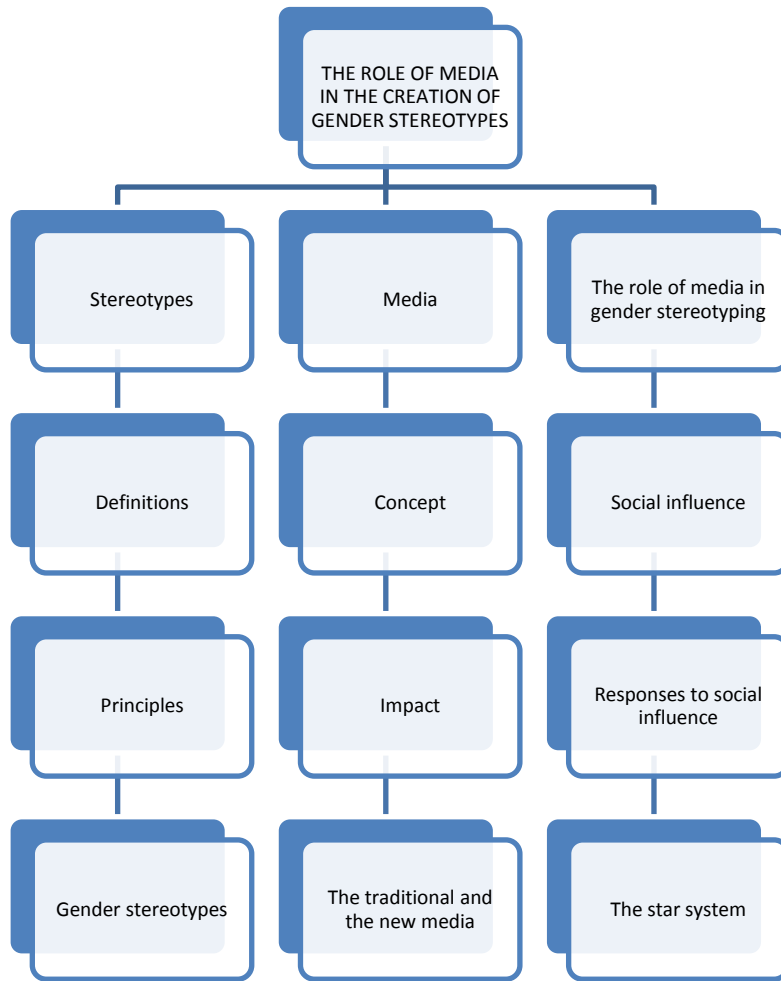 THE ROLE OF MEDIA
IN THE CREATION OF
GENDER STEREOTYPES
Stereotypes
Media
The role of media in
gender stereotyping
Definitions
Concept
Social influence
Principles
Impact
Responses to social
influence
Gender stereotypes
The traditional and
the new media
The star system